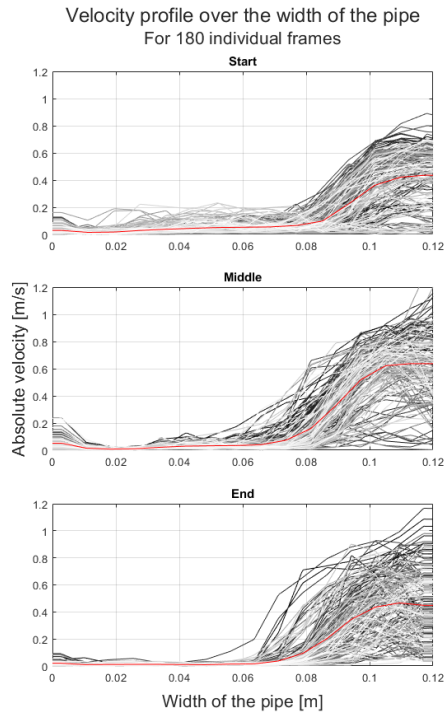 Velocity profile over the width of the pipe
For 180 individual frames
Start
1.2
1
0.8
0.6
0.4
0.2
0
0 0.02 0.04 0.06 0.08 0.1 0.12
Middle
1.2
1
0.8
0.6
0.4
0.2
0
0 0.02 0.04 0.06 0.08 0.1 0.12
Absolute velocity [m/s]
End
1.2
1
0.8
0.6
0.4
0.2
0
0 0.02 0.04 0.06 0.08 0.1 0.12
Width of the pipe [m]